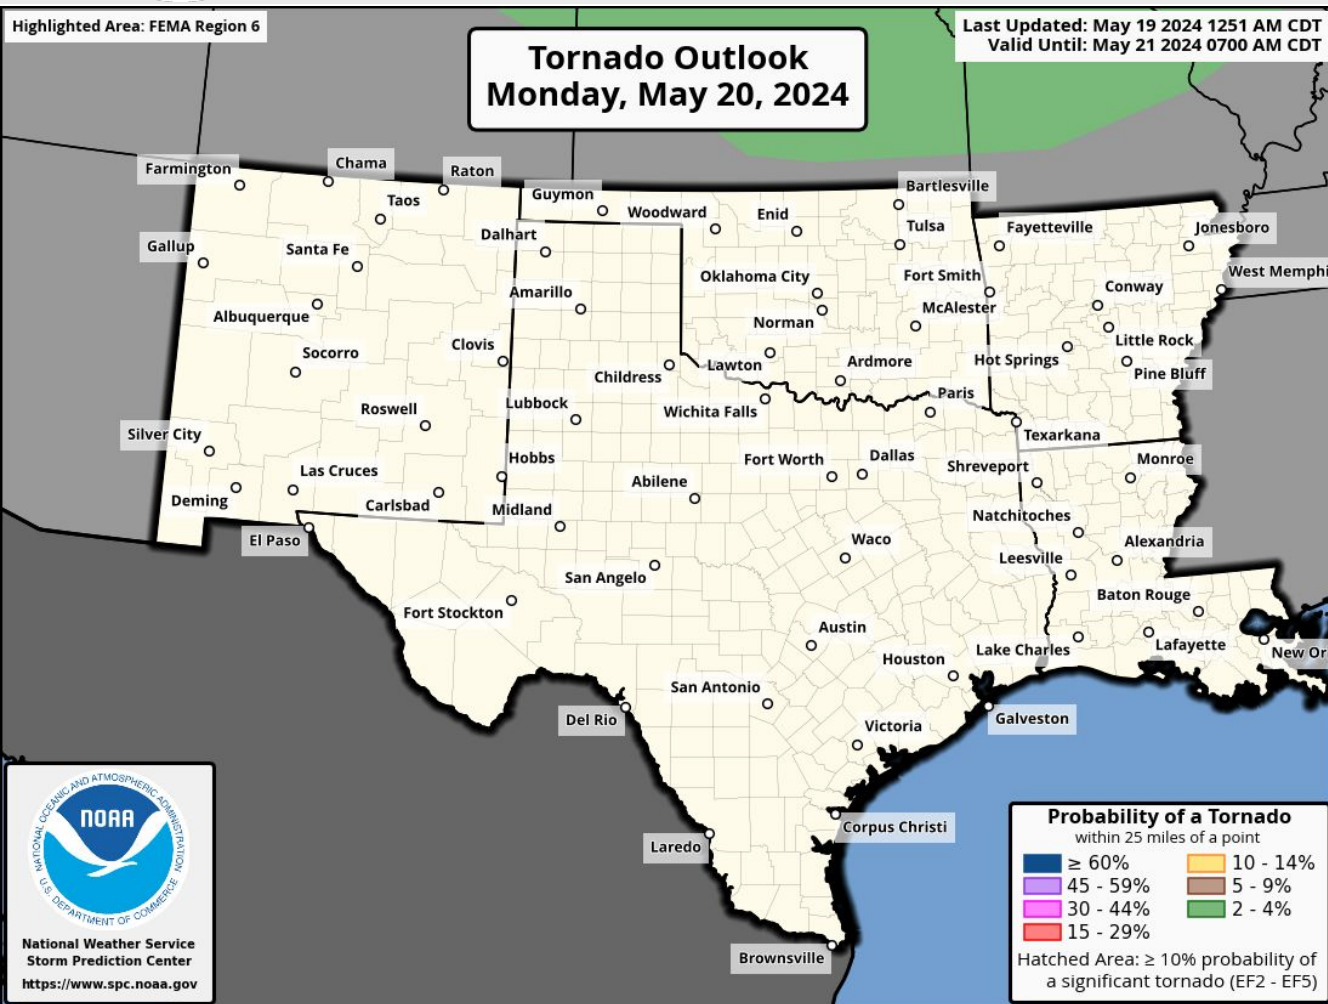 Highlighted Area: FEMA Region 6
Last Updated: May 19 2024 1251 AM CDT
Valid Until: May 21 2024 0700 AM CDT
Tornado Outlook
Monday, May 20, 2024
Farmington
Chama
Raton
Taos
Guymon
Woodward
Enid
Bartlesville
Tulsa
Fayetteville
Jonesboro
Gallup
Santa Fe
Dalhart
Oklahoma City
Fort Smith
West Memphi
Albuquerque
Amarillo
Norman
McAlester
Conway
Little Rock
Socorro
Clovis
Childress
Lawton
Ardmore
Hot Springs
Pine Bluff
Roswell
Lubbock
Wichita Falls
Paris
Texarkana
Silver City
Las Cruces
Hobbs
Abilene
Fort Worth
Dallas
Shreveport
Monroe
Deming
Carlsbad
Midland
Natchitoches
El Paso
San Angelo
Waco
Leesville
Alexandria
Fort Stockton
Baton Rouge
Austin
Houston
Lake Charles
Lafayette
New Or
San Antonio
Del Rio
Victoria
Galveston
Laredo
Corpus Christi
Brownsville
NATIONAL OCEANIC AND ATMOSPHERIC ADMINISTRATION
NOAA
U.S. DEPARTMENT OF COMMERCE
National Weather Service
Storm Prediction Center
https://www.spc.noaa.gov
Probability of a Tornado
within 25 miles of a point
≥ 60%
45 - 59%
30 - 44%
15 - 29%
10 - 14%
5 - 9%
2 - 4%
Hatched Area: ≥ 10% probability of
a significant tornado (EF2 - EF5)